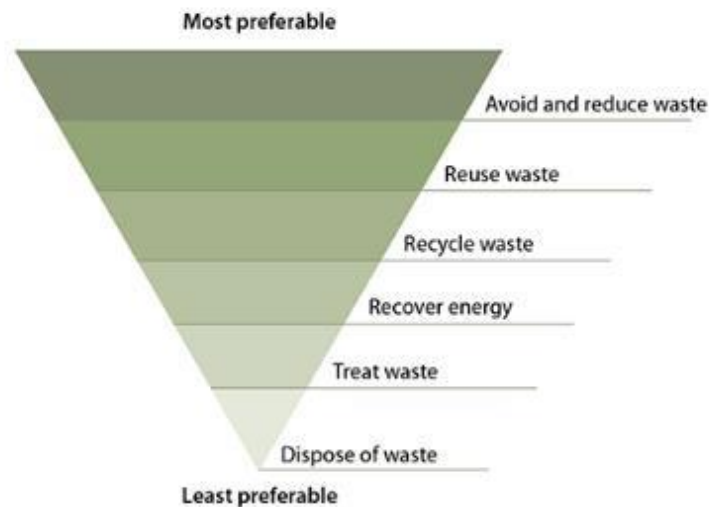 Most preferable
Avoid and reduce waste
Reuse waste
Recycle waste
Recover energy
Treat waste
Dispose of waste
Least preferable